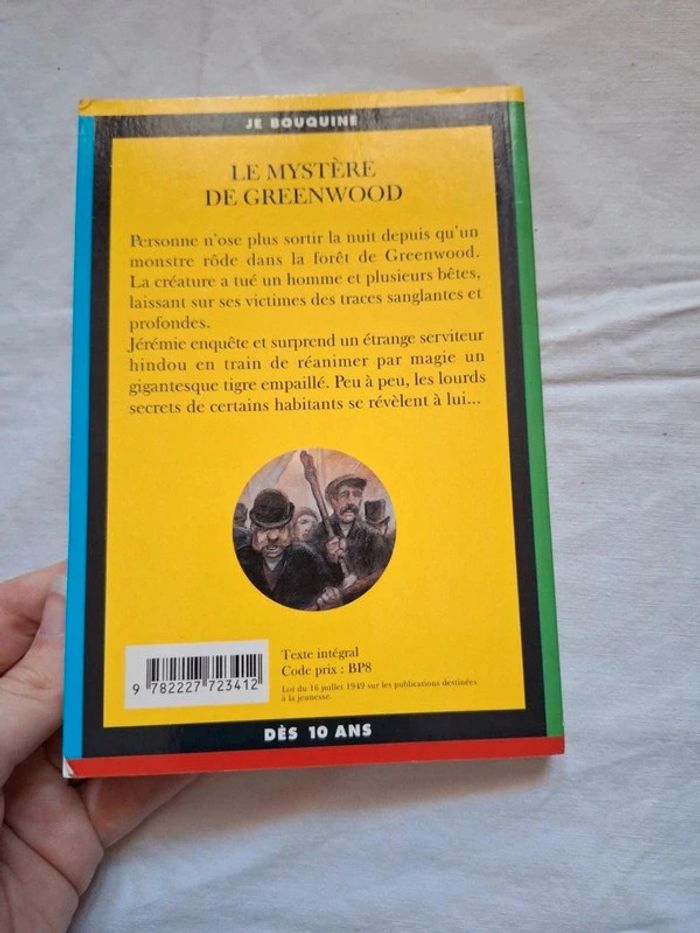 JE BOUQUINE
LE MYSTÈRE
DE GREENWOOD
Personne n'ose plus sortir la nuit depuis qu'un
monstre rôde dans la forêt de Greenwood.
La créature a tué un homme et plusieurs bêtes,
laissant sur ses victimes des traces sanglantes et
profondes.
Jérémie enquête et surprend un étrange serviteur
hindou en train de réanimer par magie un
gigantesque tigre empaillé. Peu à peu, les lourds
secrets de certains habitants se révèlent à lui...
9 782227 723412
Texte intégral
Code prix : BP8
Loi du 16 juillet 1949 sur les publications destinées
à la jeunesse.
DÈS 10 ANS